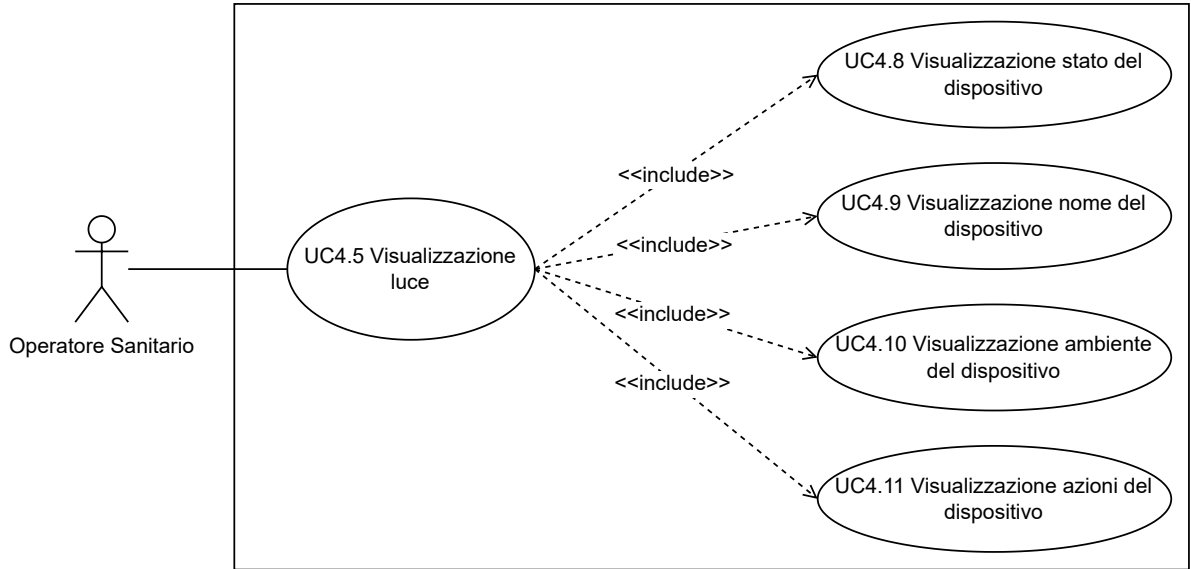 UC4.8 Visualizzazione stato del
dispositivo
<<include>>
UC4.9 Visualizzazione nome del
dispositivo
<<include>>
UC4.5 Visualizzazione
luce
Operatore Sanitario
<<include>>
UC4.10 Visualizzazione ambiente
del dispositivo
<<include>>
UC4.11 Visualizzazione azioni del
dispositivo